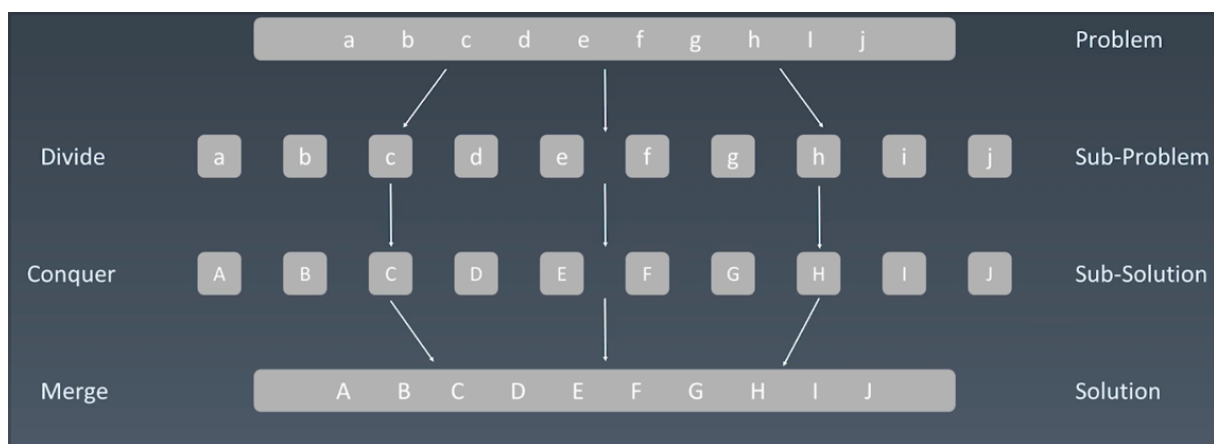 a b c d e f g h I j Problem
Divide a b c d e f g h i j Sub-Problem
Conquer A B C D E F G H I J Sub-Solution
Merge A B C D E F G H I J Solution